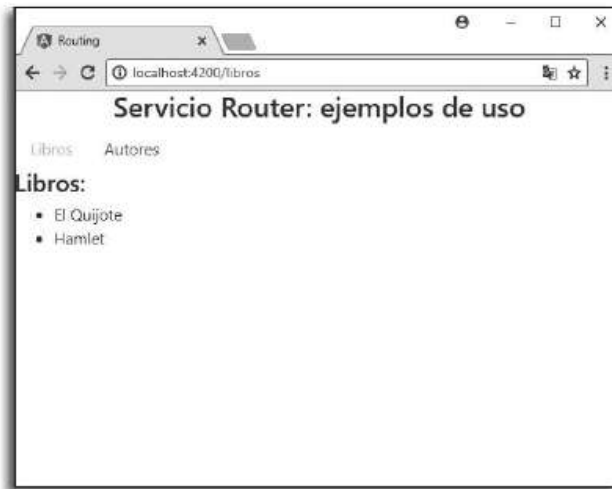 Routing
localhost:4200/libros
Servicio Router: ejemplos de uso
Libros Autores
Libros:
El Quijote
Hamlet